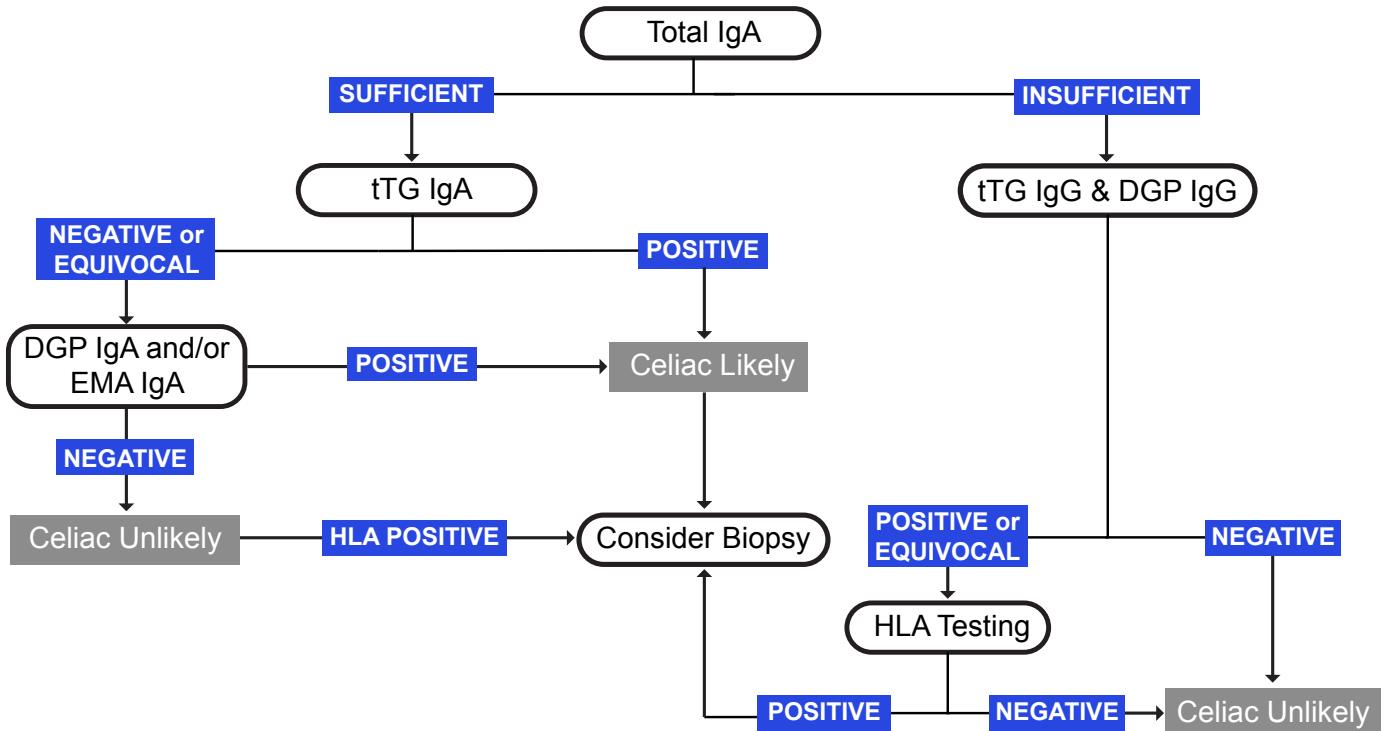 Total IgA
SUFFICIENT
INSUFFICIENT
tTG IgA
tTG IgG & DGP IgG
NEGATIVE or
EQUIVOCAL
POSITIVE
DGP IgA and/or
EMA IgA
POSITIVE
Celiac Likely
NEGATIVE
Celiac Unlikely
HLA POSITIVE
Consider Biopsy
POSITIVE or
EQUIVOCAL
NEGATIVE
HLA Testing
POSITIVE
NEGATIVE
Celiac Unlikely